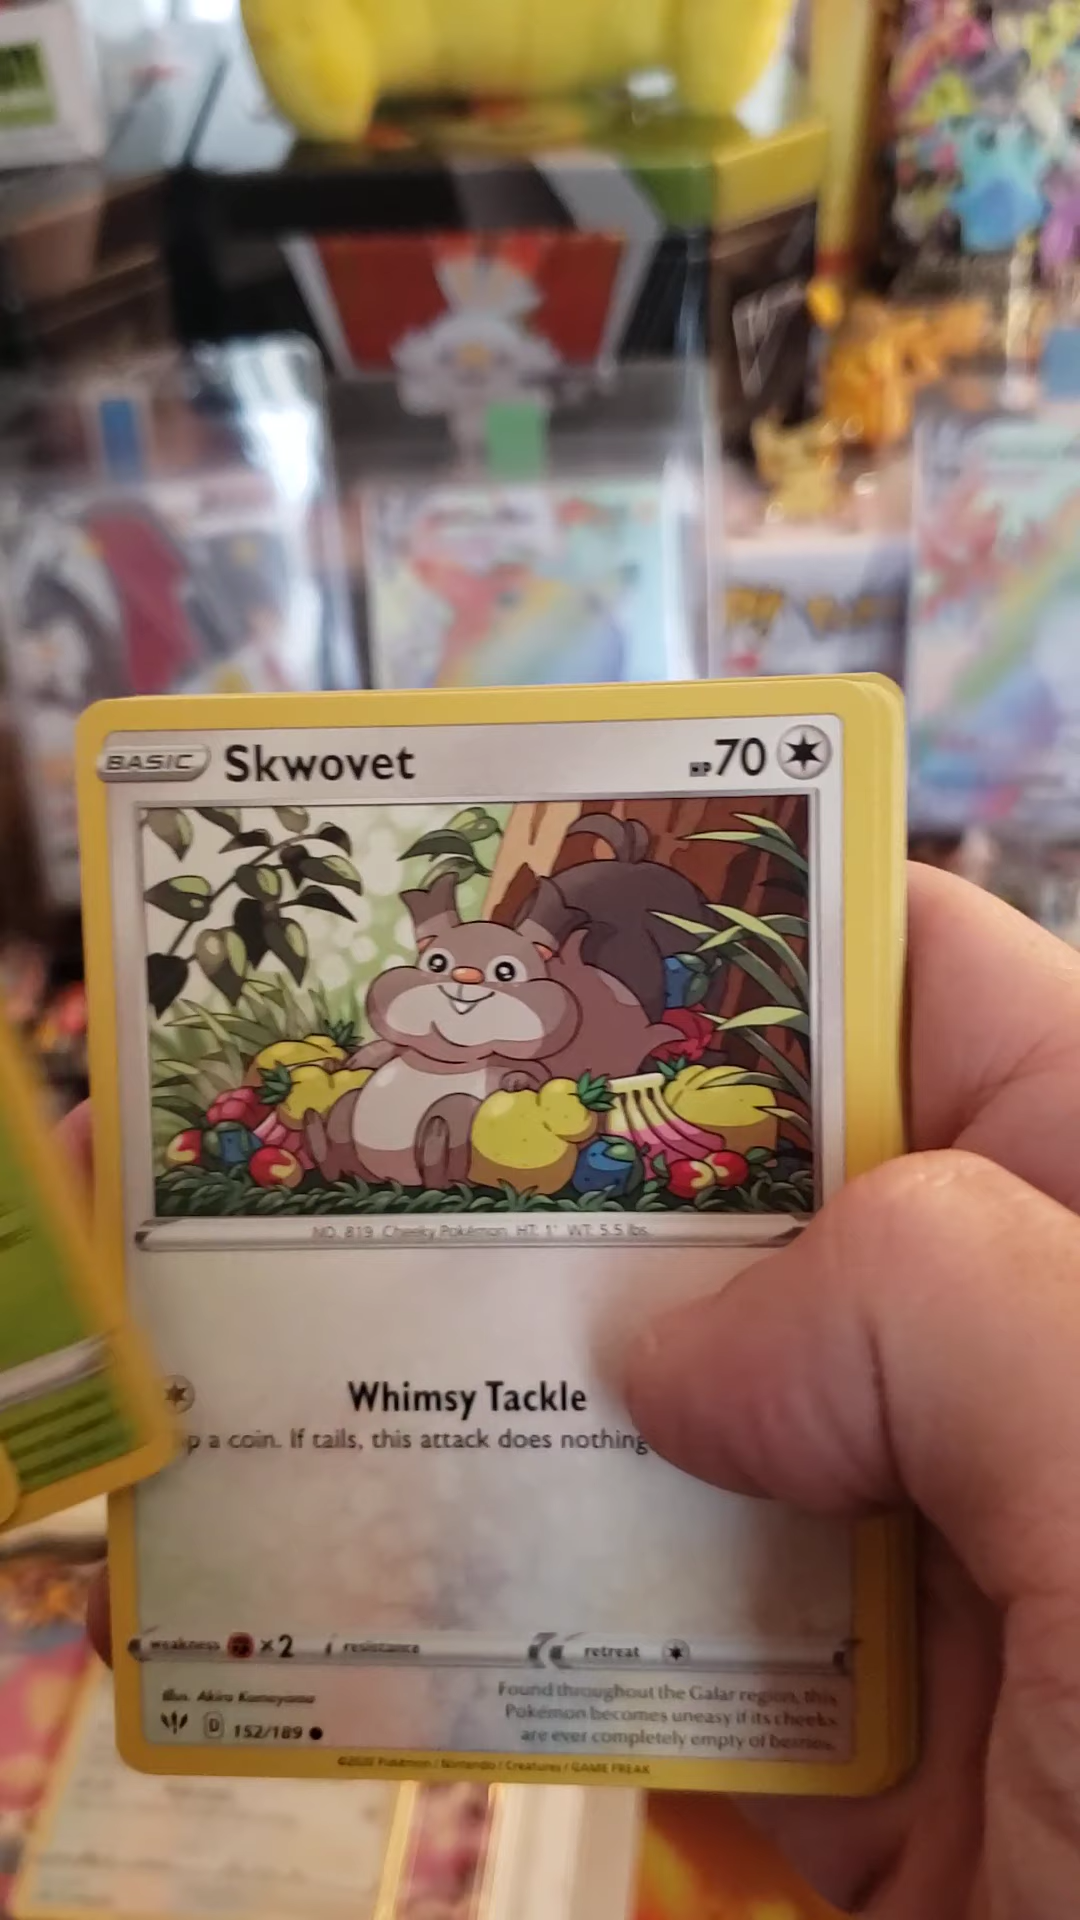 BASIC Skwovet HP70
NO. 819 Cheeky Pokémon HT: 1' WT: 5.5 lbs.
Whimsy Tackle
p a coin. If tails, this attack does nothing.
weakness ×2 resistance retreat
Illus. Akira Komayama
D 152/189
Found throughout the Galar region, this
Pokémon becomes uneasy if its cheeks
are ever completely empty of berries.
©2020 Pokémon / Nintendo / Creatures / GAME FREAK